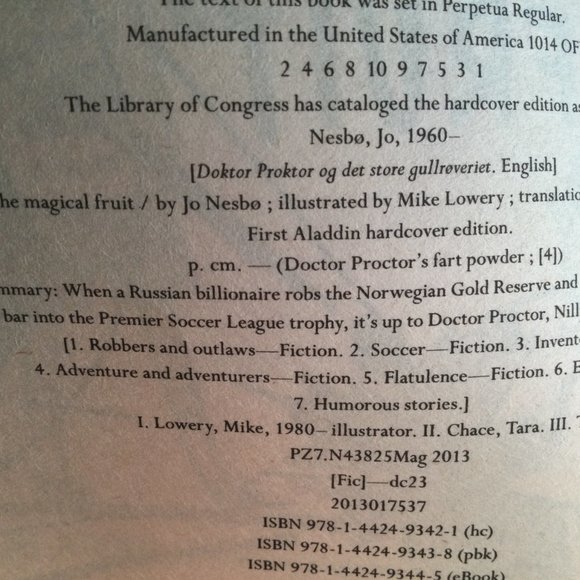 The text of this book was set in Perpetua Regular.
Manufactured in the United States of America 1014 OF
2 4 6 8 10 9 7 5 3 1
The Library of Congress has cataloged the hardcover edition as
Nesbø, Jo, 1960–
[Doktor Proktor og det store gullrøveriet. English]
he magical fruit / by Jo Nesbø ; illustrated by Mike Lowery ; translatio
First Aladdin hardcover edition.
p. cm. — (Doctor Proctor's fart powder ; [4])
mmary: When a Russian billionaire robs the Norwegian Gold Reserve and
bar into the Premier Soccer League trophy, it's up to Doctor Proctor, Nill
[1. Robbers and outlaws—Fiction. 2. Soccer—Fiction. 3. Invento
4. Adventure and adventurers—Fiction. 5. Flatulence—Fiction. 6. E
7. Humorous stories.]
I. Lowery, Mike, 1980– illustrator. II. Chace, Tara. III. T
PZ7.N43825Mag 2013
[Fic]—dc23
2013017537
ISBN 978-1-4424-9342-1 (hc)
ISBN 978-1-4424-9343-8 (pbk)
ISBN 978-1-4424-9344-5 (eBook)